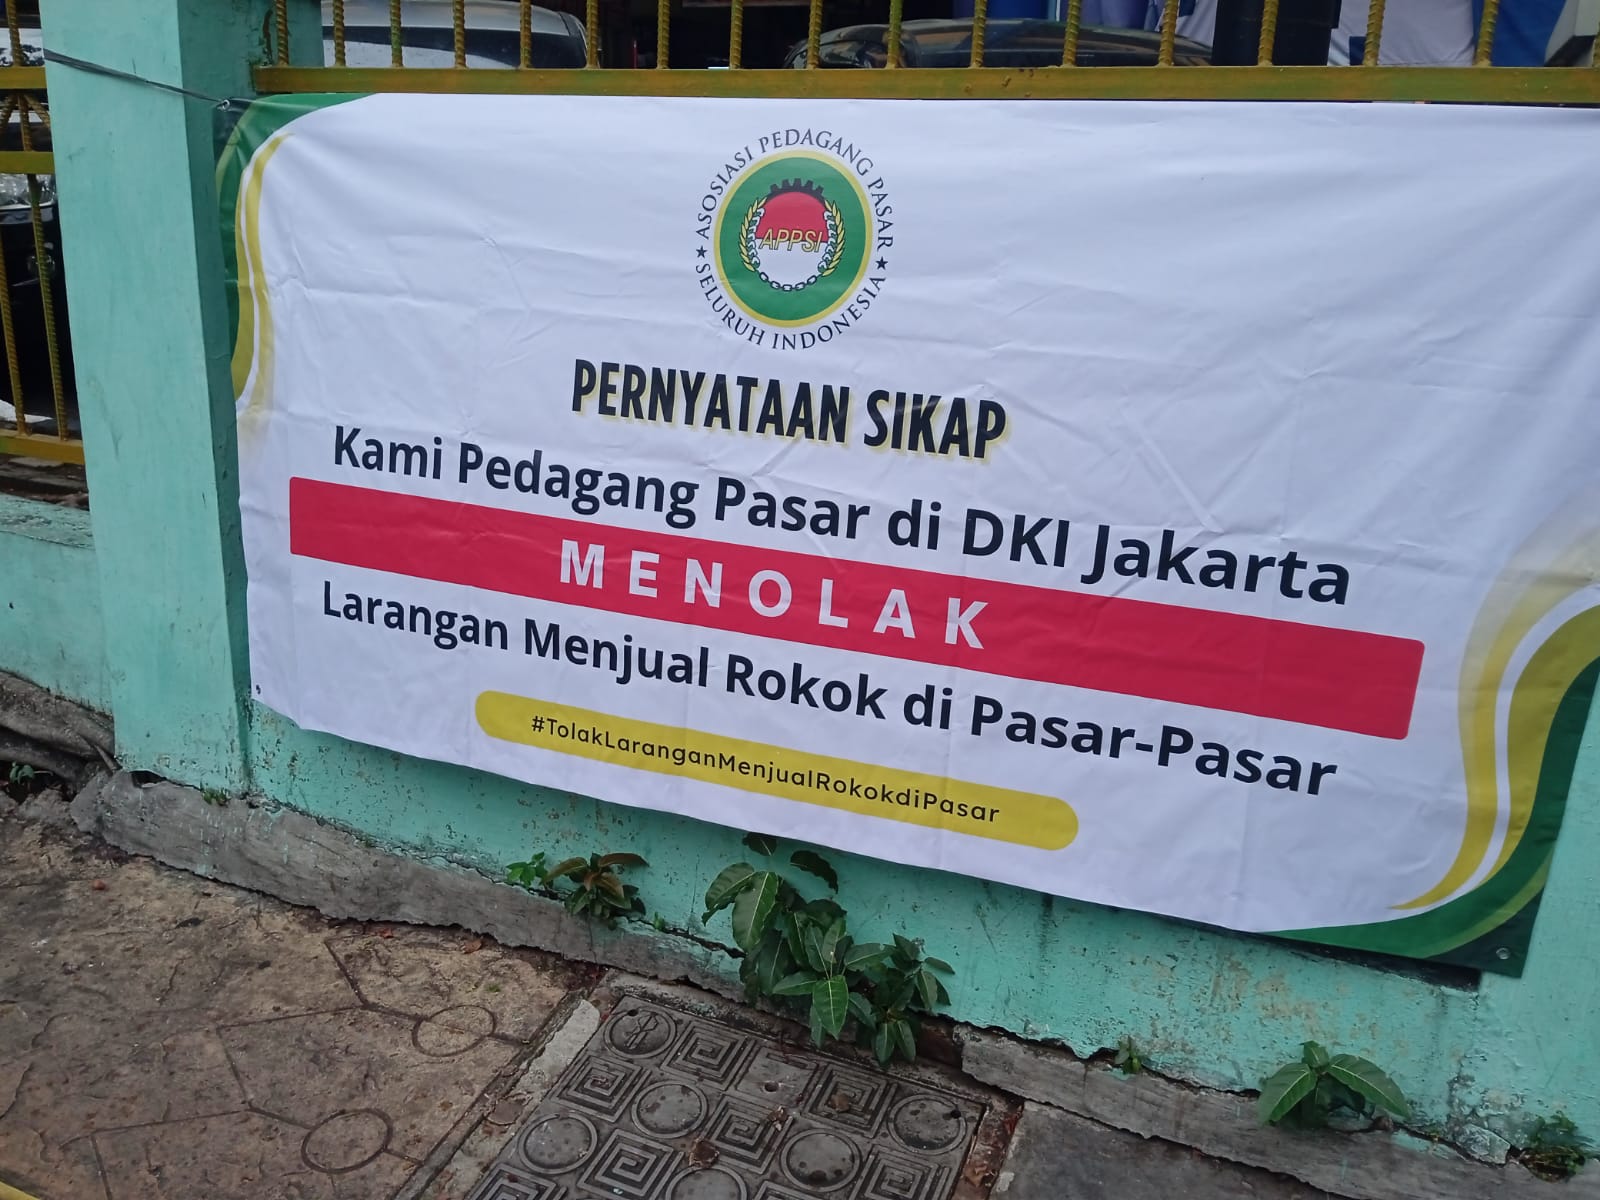 ASOSIASI PEDAGANG PASAR
★ SELURUH INDONESIA ★
APPSI
PERNYATAAN SIKAP
Kami Pedagang Pasar di DKI Jakarta
MENOLAK
Larangan Menjual Rokok di Pasar-Pasar
#TolakLaranganMenjualRokokdiPasar